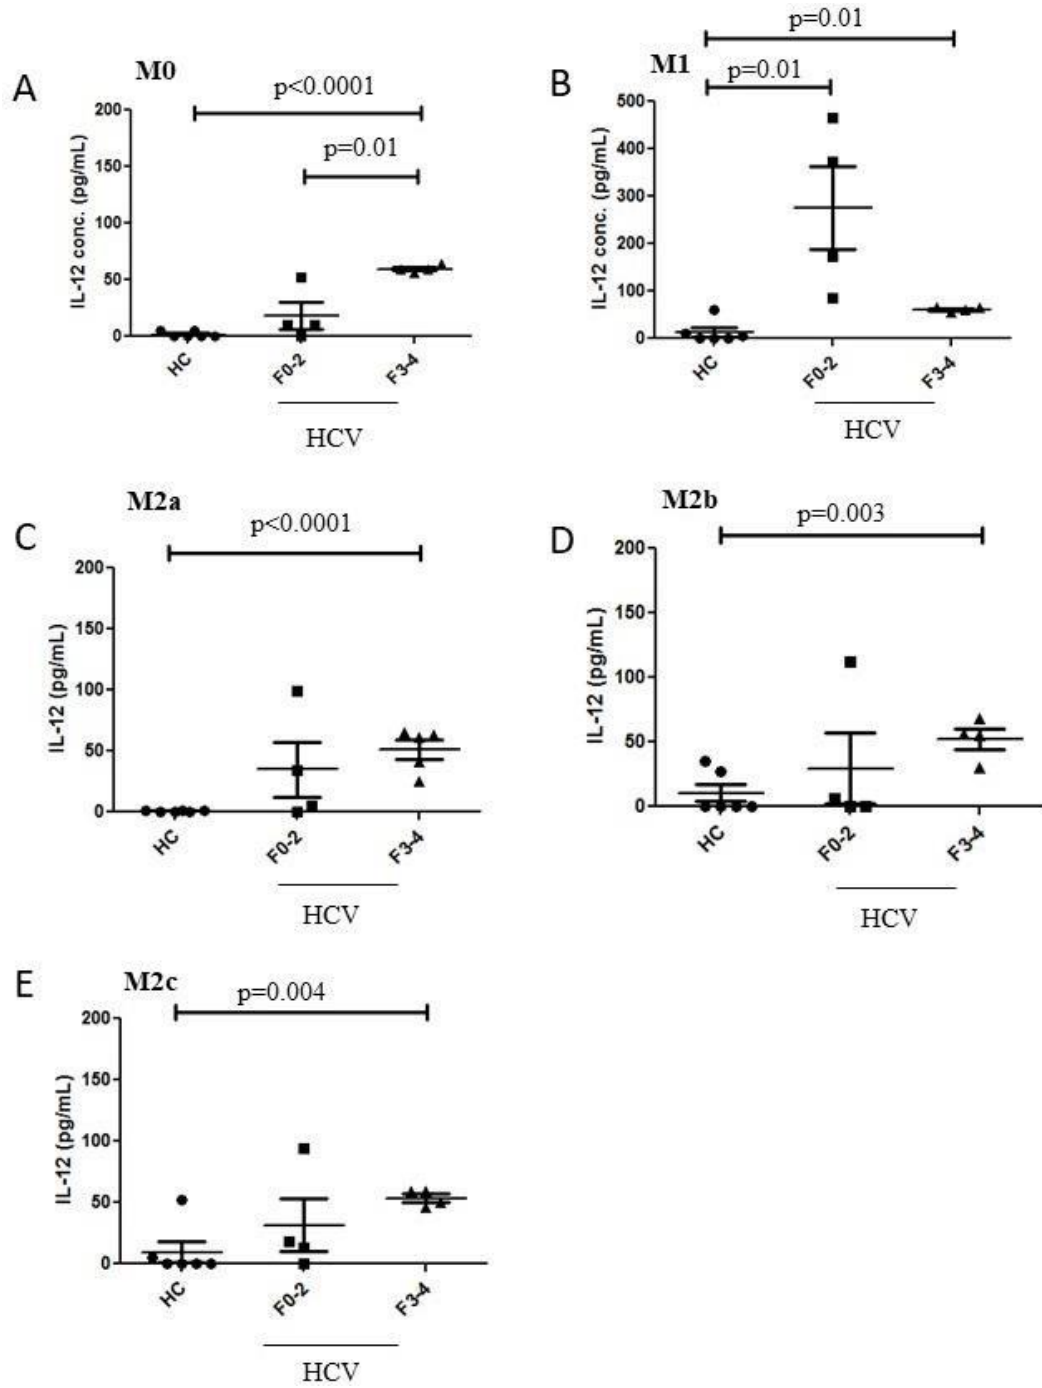 A
M0
p<0.0001
p=0.01
IL-12 conc. (pg/mL)
200
150
100
50
0
HC
F0-2
F3-4
HCV
B
M1
p=0.01
p=0.01
IL-12 conc. (pg/mL)
500
400
300
200
100
0
HC
F0-2
F3-4
HCV
C
M2a
p<0.0001
IL-12 (pg/mL)
200
150
100
50
0
HC
F0-2
F3-4
HCV
D
M2b
p=0.003
IL-12 (pg/mL)
200
150
100
50
0
HC
F0-2
F3-4
HCV
E
M2c
p=0.004
IL-12 (pg/mL)
200
150
100
50
0
HC
F0-2
F3-4
HCV